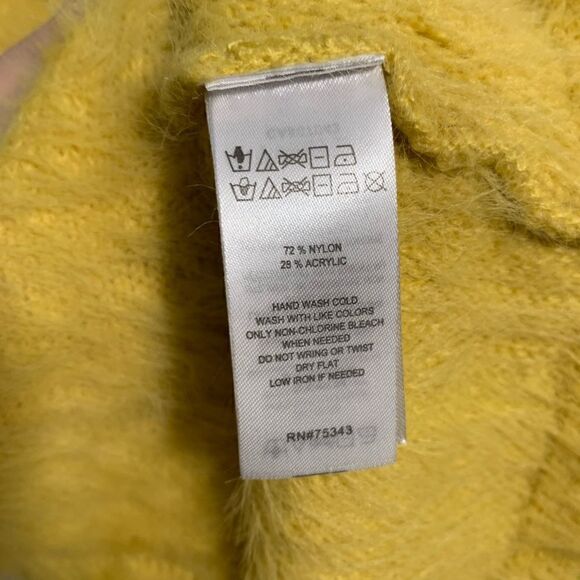 72 % NYLON
28 % ACRYLIC
HAND WASH COLD
WASH WITH LIKE COLORS
ONLY NON-CHLORINE BLEACH
WHEN NEEDED
DO NOT WRING OR TWIST
DRY FLAT
LOW IRON IF NEEDED
RN#75343